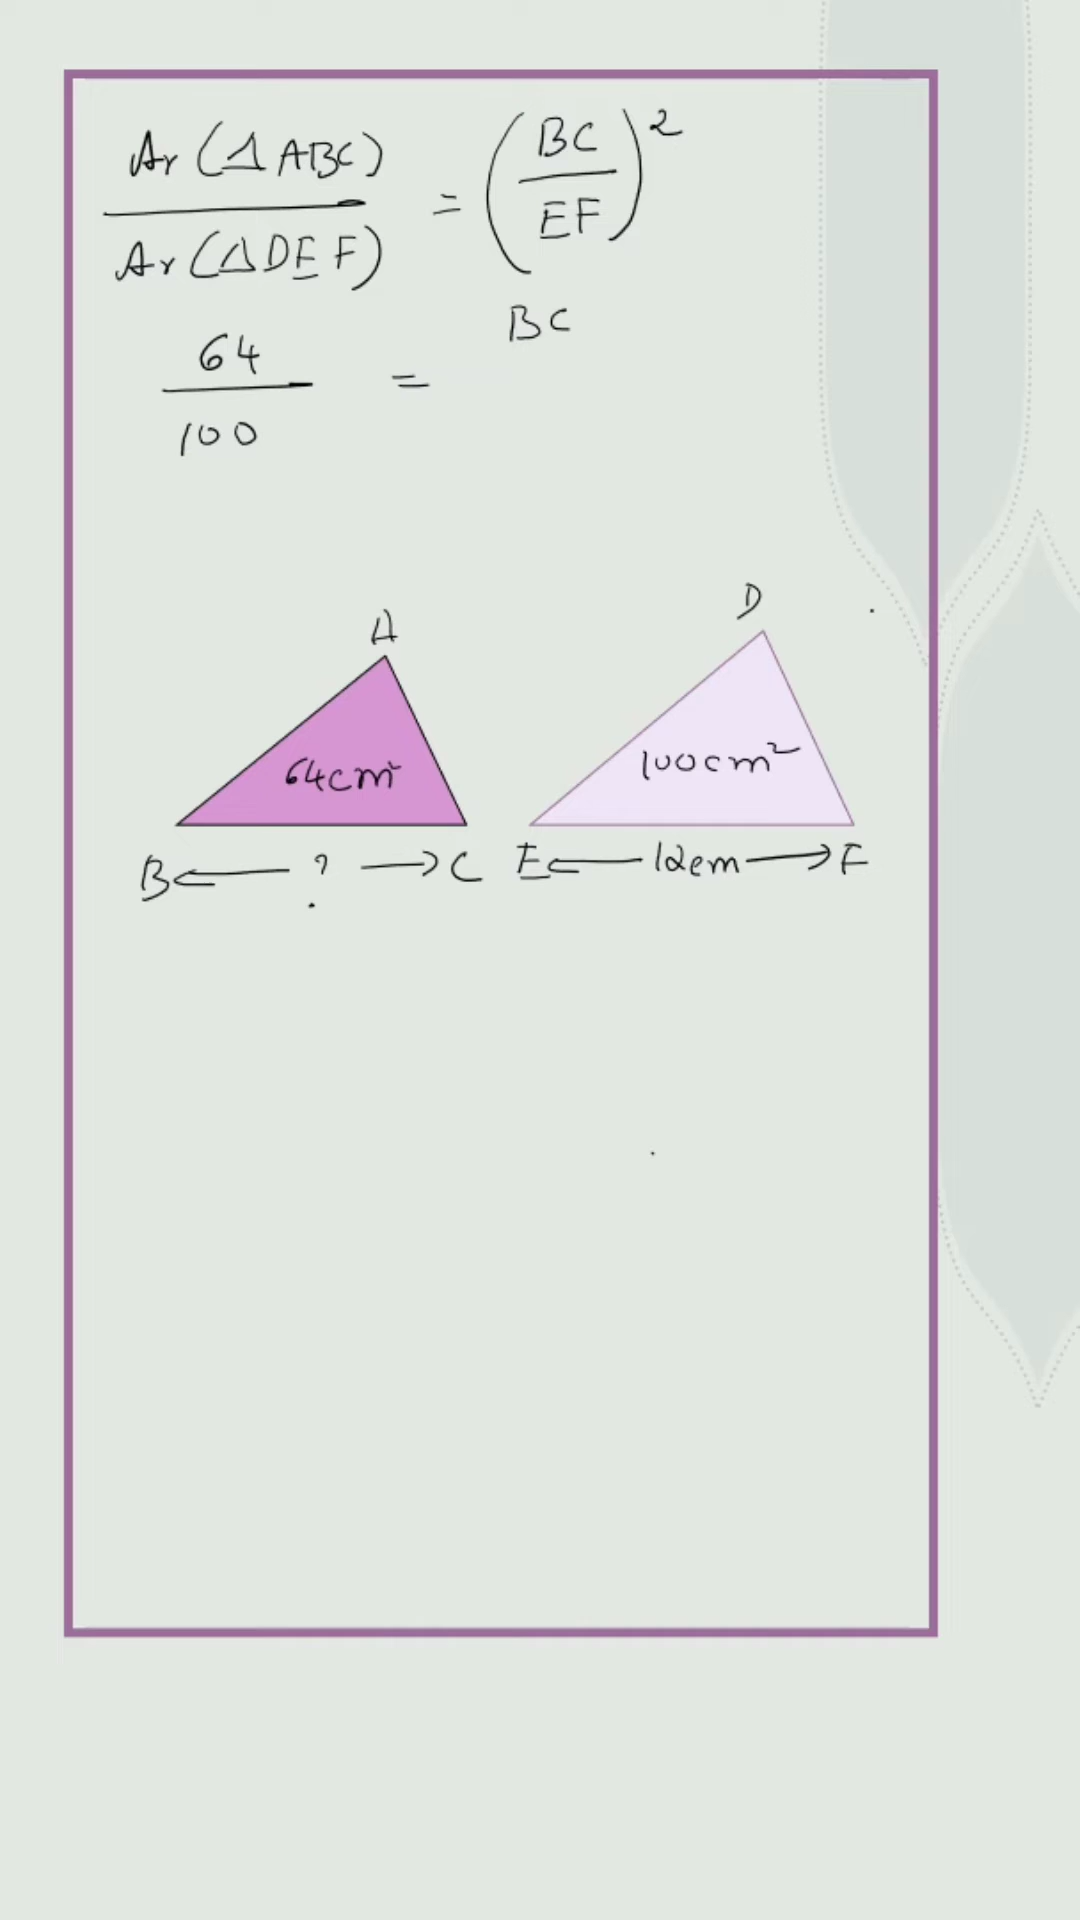 Ar (Δ ABC)
Ar (Δ DEF)
= (BC / EF)²
BC
64 =
100
A
D
64cm²
100cm²
B ← ? → C
E ← 12cm → F